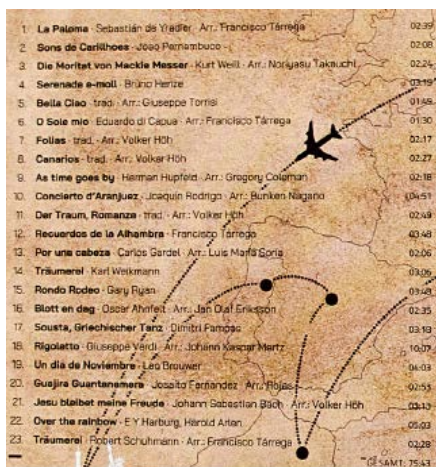 1. La Paloma · Sebastián de Yradier · Arr.: Francisco Tárrega 02:39
2. Sons de Carilhoes · Joao Pernambuco 02:08
3. Die Moritat von Mackie Messer · Kurt Weill · Arr.: Noriyasu Takauchi 02:24
4. Serenade e-moll · Bruno Henze 03:19
5. Bella Ciao · trad. · Arr.: Giuseppe Torrisi 01:49
6. O Sole mio · Eduardo di Capua · Arr.: Francisco Tárrega 01:30
7. Folias · trad. · Arr.: Volker Höh 02:17
8. Canarios · trad. · Arr.: Volker Höh 02:27
9. As time goes by · Herman Hupfeld · Arr.: Gregory Coleman 02:18
10. Concierto d'Aranjuez · Joaquin Rodrigo · Arr.: Bunken Nagano 04:51
11. Der Traum, Romanze · trad. · Arr.: Volker Höh 02:49
12. Recuerdos de la Alhambra · Francisco Tárrega 03:48
13. Por una cabeza · Carlos Gardel · Arr.: Luis Maria Soria 02:06
14. Träumerei · Karl Weikmann 03:06
15. Rondo Rodeo · Gary Ryan 03:49
16. Blott en dag · Oscar Ahnfelt · Arr.: Jan Olaf Eriksson 02:35
17. Sousta, Griechischer Tanz · Dimitri Fampas 03:18
18. Rigoletto · Giuseppe Verdi · Arr.: Johann Kaspar Mertz 10:07
19. Un dia de Noviembre · Leo Brouwer 04:03
20. Guajira Guantanamera · Joseito Fernandez · Arr.: Rojas 02:53
21. Jesu bleibet meine Freude · Johann Sebastian Bach · Arr.: Volker Höh 03:13
22. Over the rainbow · E.Y Harburg, Harold Arlen 05:03
23. Träumerei · Robert Schuhmann · Arr.: Francisco Tárrega 02:28
GESAMT: 75:43